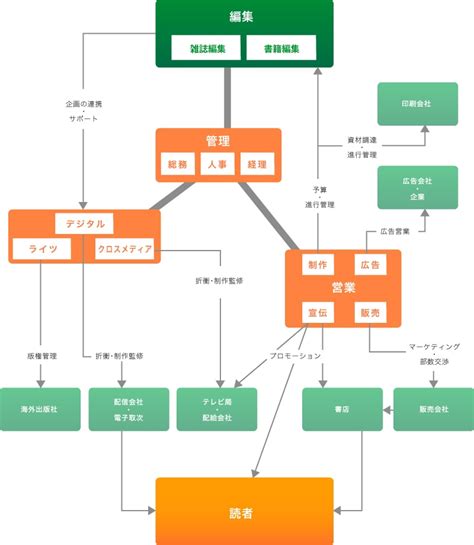 編集
雑誌編集
書籍編集
企画の連携・
サポート
印刷会社
資材調達・
進行管理
管理
総務
人事
経理
広告会社
・
企業
予算
・
進行管理
デジタル
ライツ
クロスメディア
広告営業
制作
広告
営業
宣伝
販売
折衝・制作監修
版権管理
折衝・制作監修
プロモーション
マーケティング
・
部数交渉
海外出版社
配信会社
・
電子取次
テレビ局
・
配給会社
書店
販売会社
読者